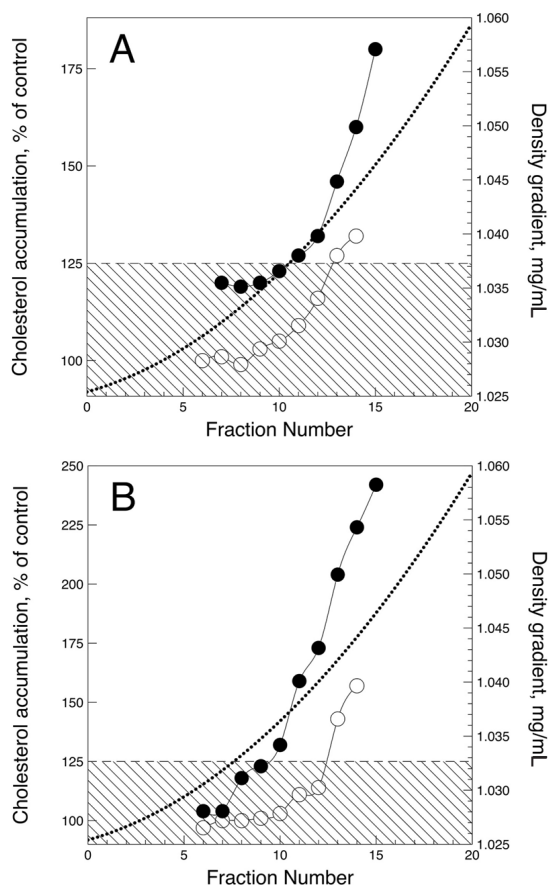 A
Cholesterol accumulation, % of control
175
150
125
100
1.060
1.055
1.050
1.045
1.040
1.035
1.030
1.025
Density gradient, mg/mL
0 5 10 15 20
Fraction Number
B
Cholesterol accumulation, % of control
250
225
200
175
150
125
100
1.060
1.055
1.050
1.045
1.040
1.035
1.030
1.025
Density gradient, mg/mL
0 5 10 15 20
Fraction Number